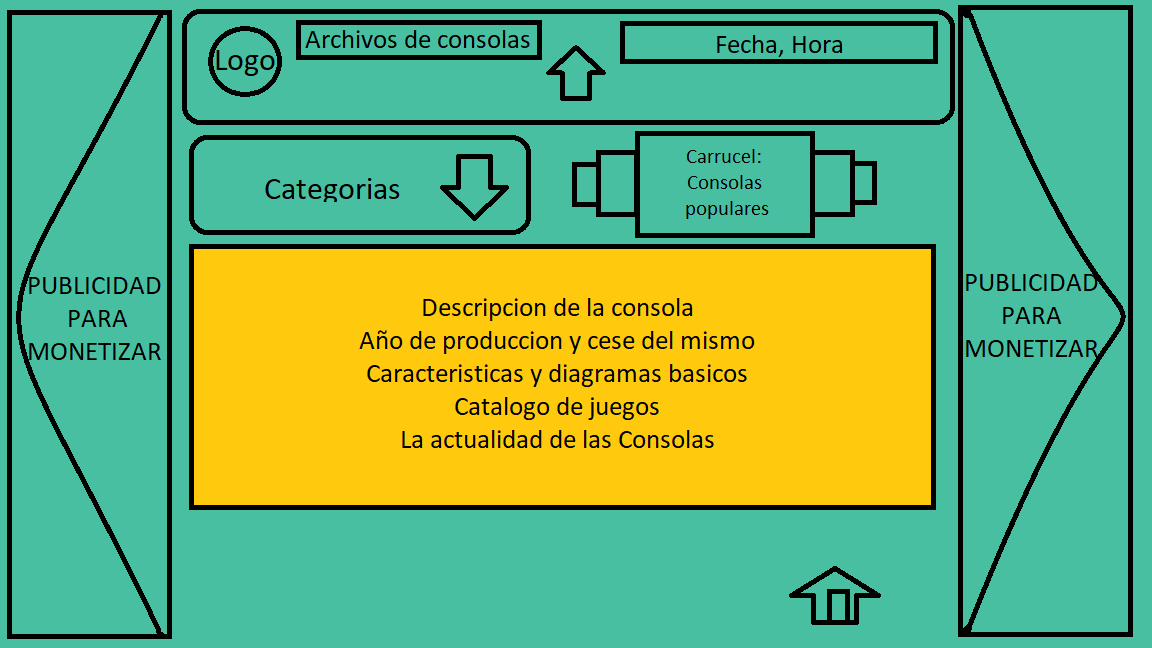 Logo
Archivos de consolas
Fecha, Hora
Categorias
Carrucel:
Consolas
populares
PUBLICIDAD
PARA
MONETIZAR
Descripcion de la consola
Año de produccion y cese del mismo
Caracteristicas y diagramas basicos
Catalogo de juegos
La actualidad de las Consolas
PUBLICIDAD
PARA
MONETIZAR